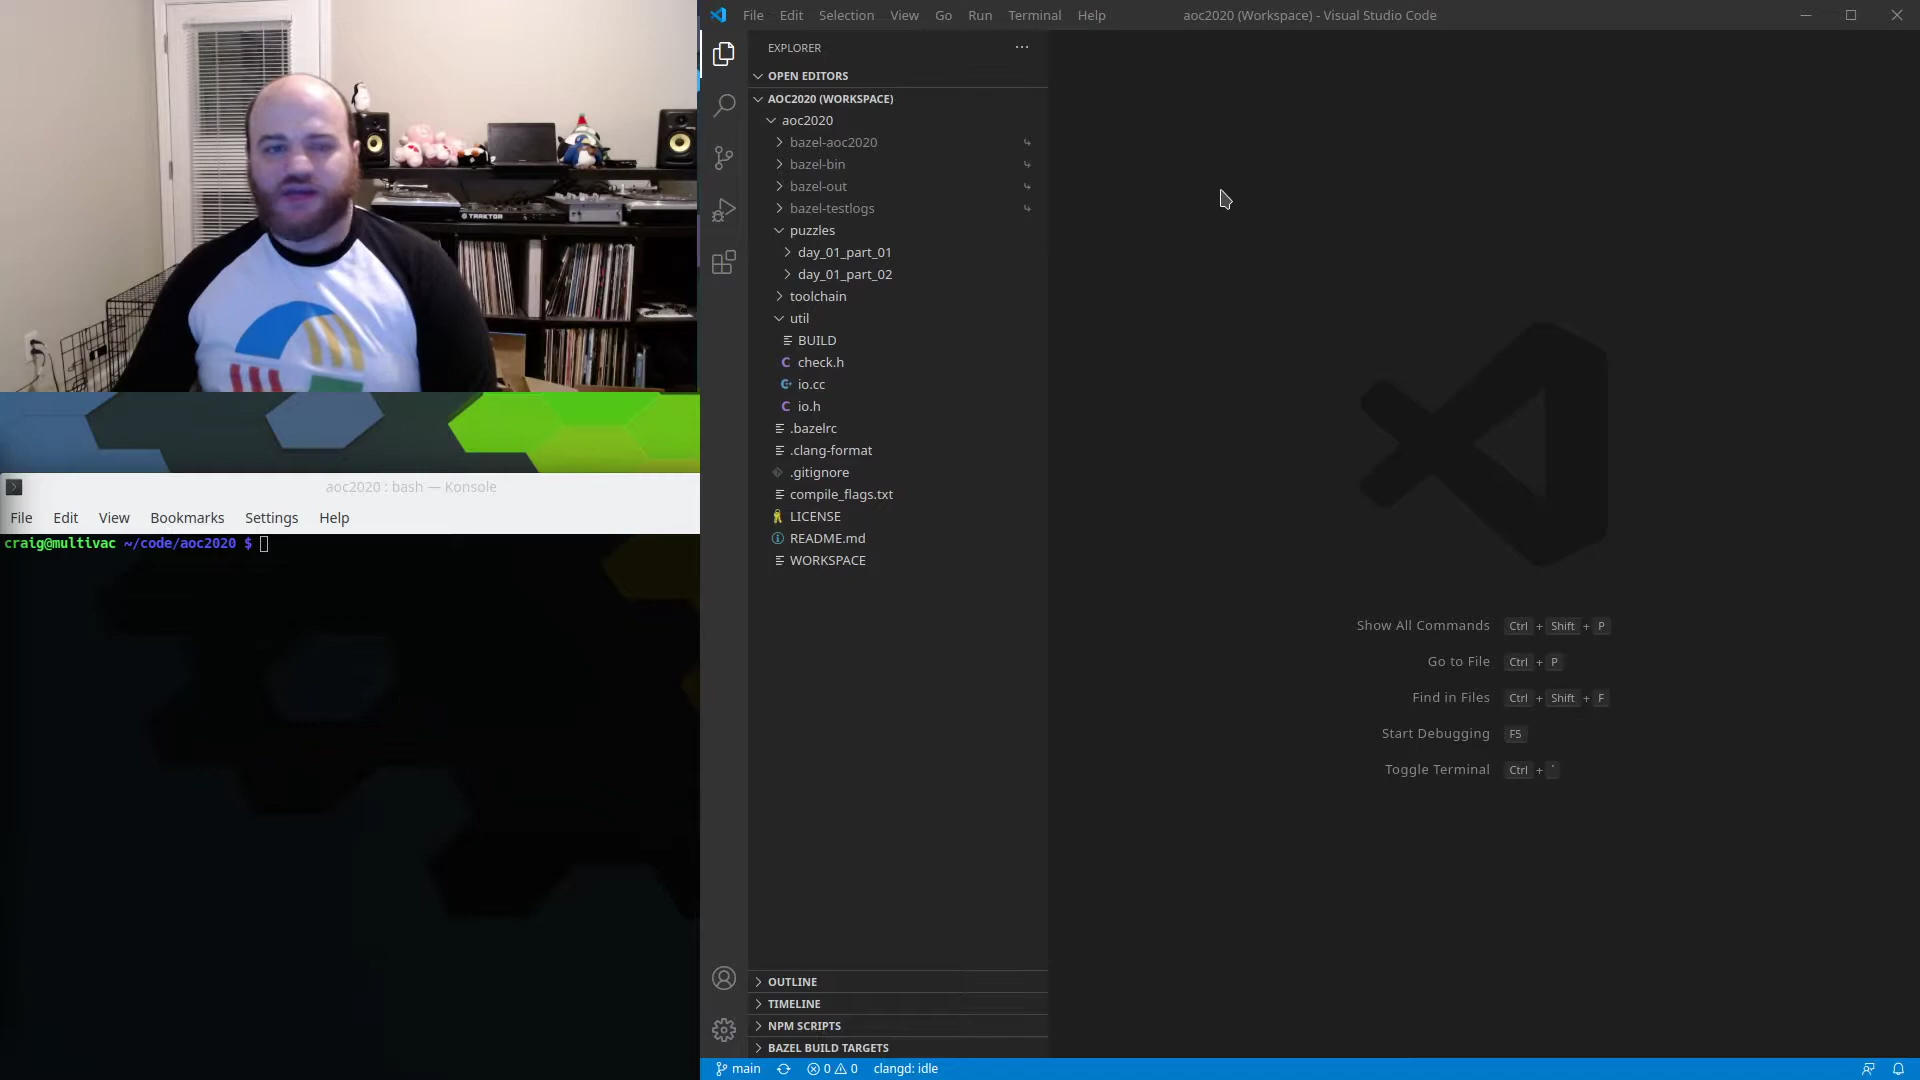 TRAKTOR
aoc2020 : bash — Konsole
File Edit View Bookmarks Settings Help
craig@multivac ~/code/aoc2020 $
File Edit Selection View Go Run Terminal Help
aoc2020 (Workspace) - Visual Studio Code
EXPLORER
OPEN EDITORS
AOC2020 (WORKSPACE)
aoc2020
bazel-aoc2020
bazel-bin
bazel-out
bazel-testlogs
puzzles
day_01_part_01
day_01_part_02
toolchain
util
BUILD
check.h
io.cc
io.h
.bazelrc
.clang-format
.gitignore
compile_flags.txt
LICENSE
README.md
WORKSPACE
OUTLINE
TIMELINE
NPM SCRIPTS
BAZEL BUILD TARGETS
Show All Commands Ctrl + Shift + P
Go to File Ctrl + P
Find in Files Ctrl + Shift + F
Start Debugging F5
Toggle Terminal Ctrl + `
main 0 0 clangd: idle